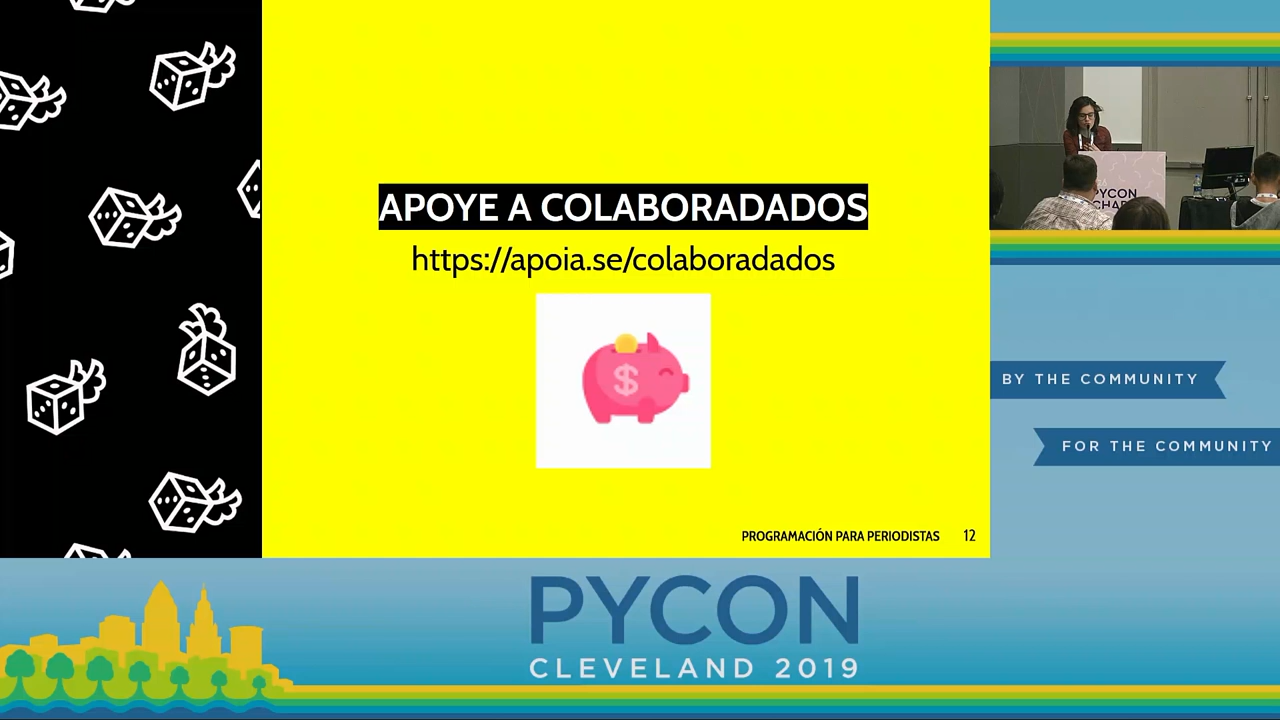 APOYE A COLABORADADOS
https://apoia.se/colaboradados
$
PROGRAMACIÓN PARA PERIODISTAS 12
PYCON
BY THE COMMUNITY
FOR THE COMMUNITY
PYCON
CLEVELAND 2019